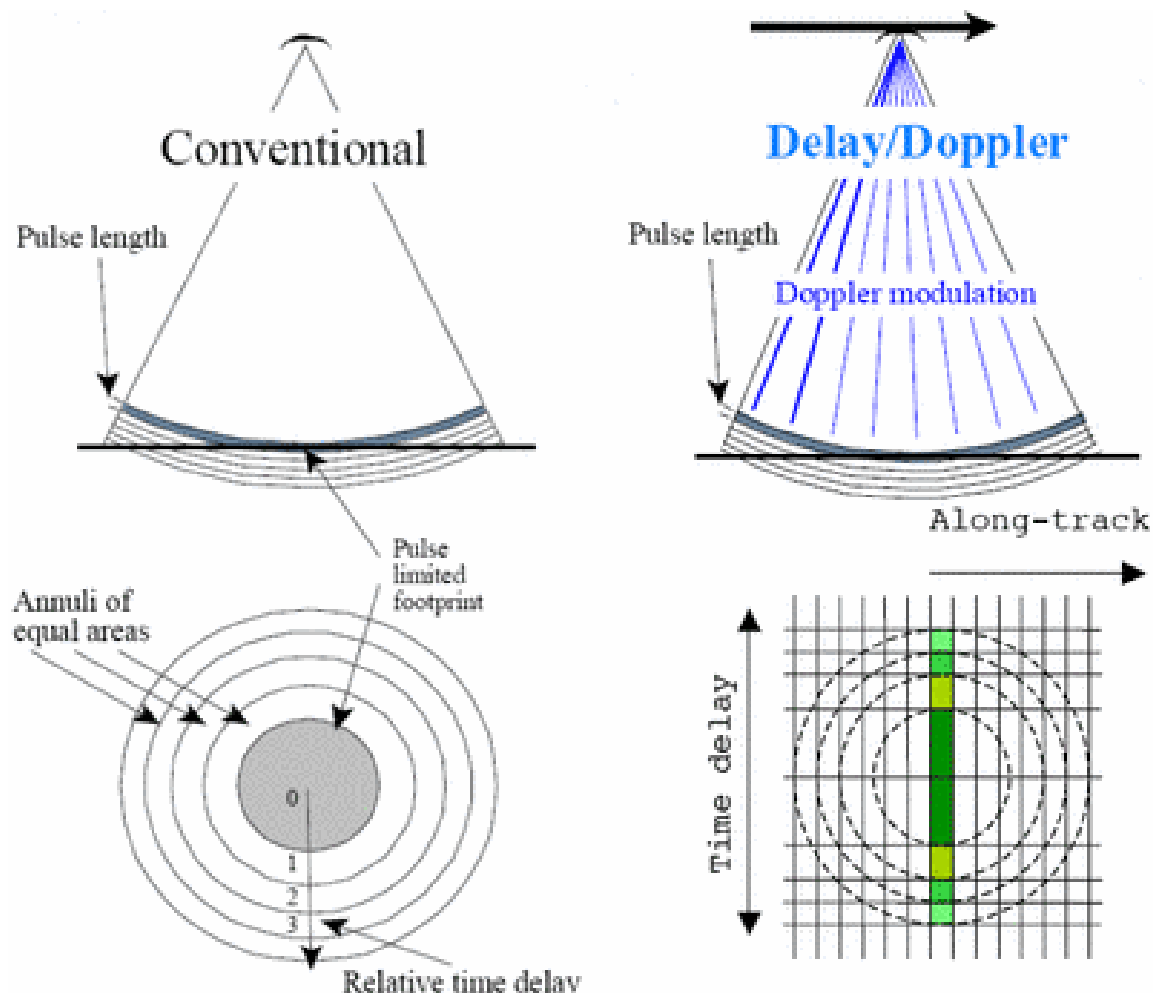 Conventional
Pulse length
Pulse
limited
footprint
Annuli of
equal areas
0
1
2
3
Relative time delay
Delay/Doppler
Pulse length
Doppler modulation
Along-track
Time delay